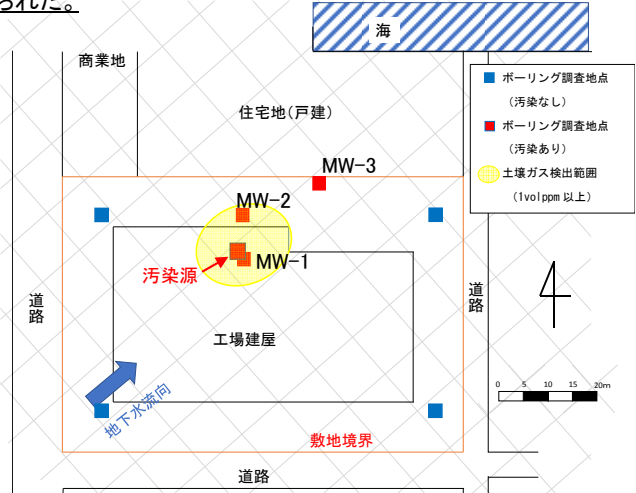 られた。
海
商業地
住宅地(戸建)
ボーリング調査地点
(汚染なし)
ボーリング調査地点
(汚染あり)
土壌ガス検出範囲
(1volppm 以上)
MW-3
MW-2
MW-1
汚染源
道路
道路
工場建屋
地下水流向
0 5 10 15 20m
敷地境界
道路